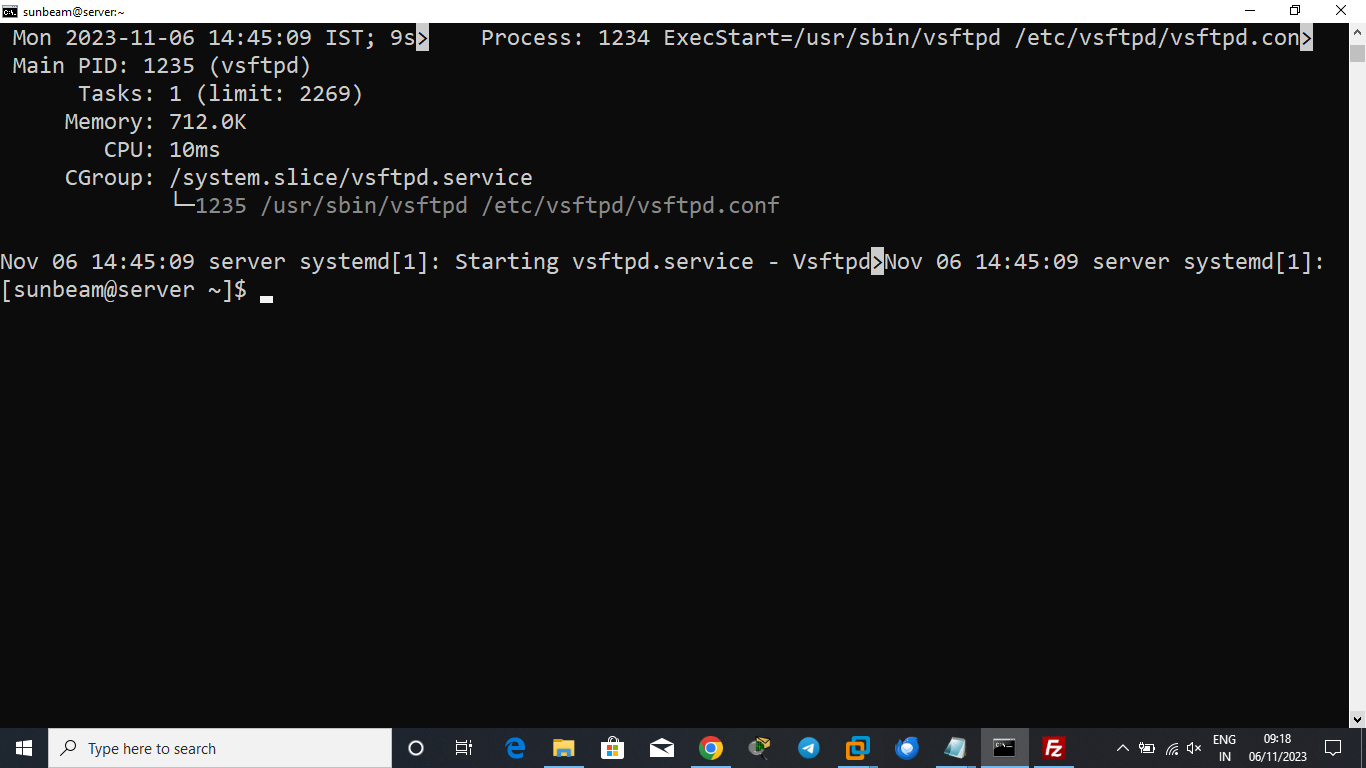 sunbeam@server:~
Mon 2023-11-06 14:45:09 IST; 9s> Process: 1234 ExecStart=/usr/sbin/vsftpd /etc/vsftpd/vsftpd.con>
Main PID: 1235 (vsftpd)
Tasks: 1 (limit: 2269)
Memory: 712.0K
CPU: 10ms
CGroup: /system.slice/vsftpd.service
└─1235 /usr/sbin/vsftpd /etc/vsftpd/vsftpd.conf
Nov 06 14:45:09 server systemd[1]: Starting vsftpd.service - Vsftpd>Nov 06 14:45:09 server systemd[1]:
[sunbeam@server ~]$
Type here to search
ENG
IN
09:18
06/11/2023